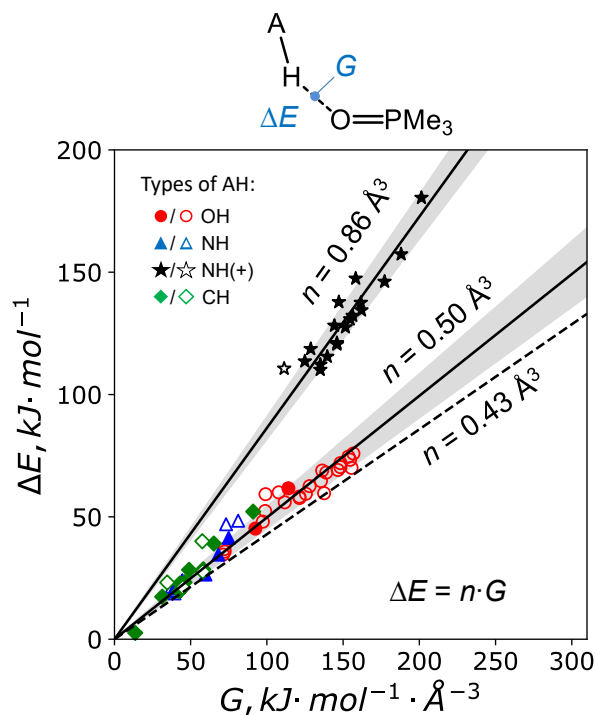 A
H
G
ΔE
O=PMe₃
200
150
100
50
0
ΔE, kJ·mol⁻¹
Types of AH:
●/○ OH
▲/△ NH
★/☆ NH(+)
◆/◇ CH
n = 0.86 Å³
n = 0.50 Å³
n = 0.43 Å³
ΔE = n·G
0 50 100 150 200 250 300
G, kJ·mol⁻¹·Å⁻³